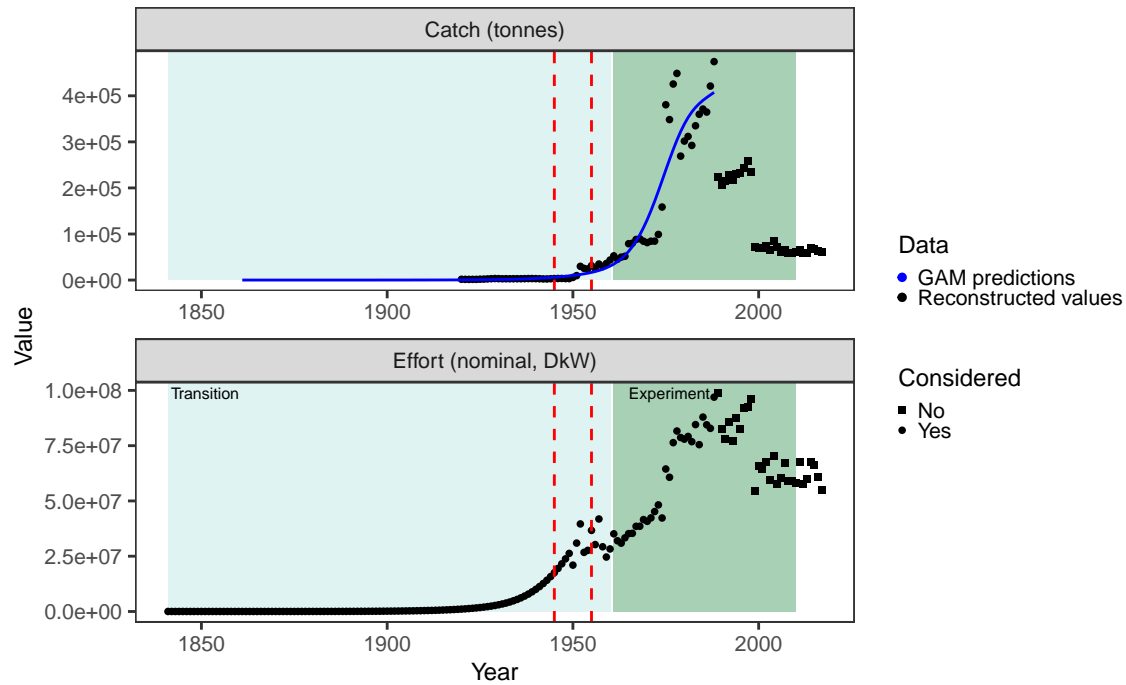 Catch (tonnes)
4e+05
3e+05
2e+05
1e+05
0e+00
1850 1900 1950 2000
Value
Effort (nominal, DkW)
Transition Experiment
1.0e+08
7.5e+07
5.0e+07
2.5e+07
0.0e+00
1850 1900 1950 2000
Year
Data
GAM predictions
Reconstructed values
Considered
No
Yes